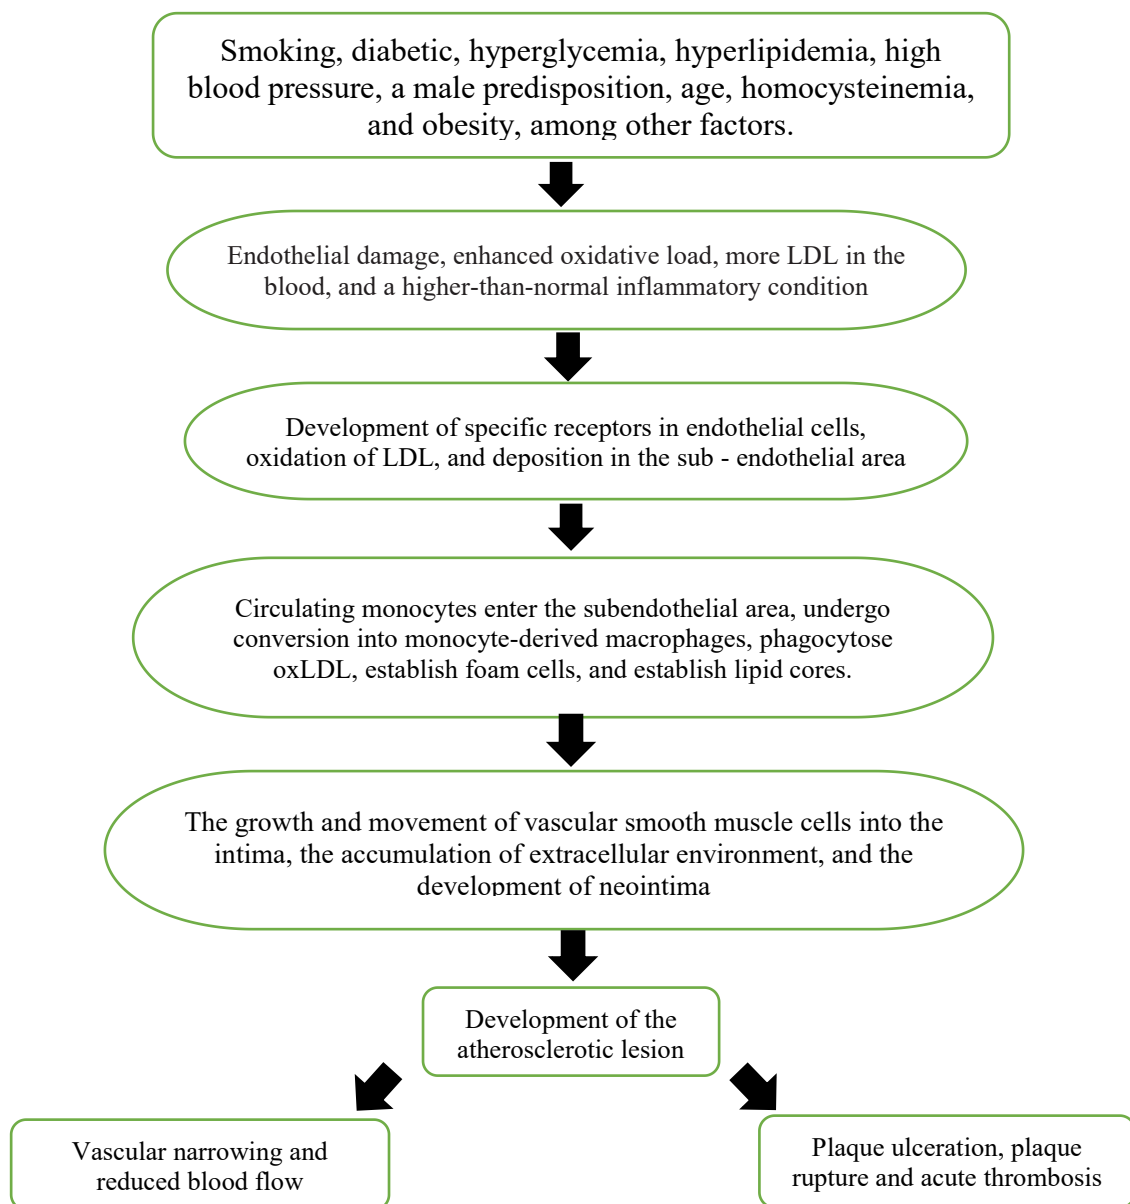 Smoking, diabetic, hyperglycemia, hyperlipidemia, high
blood pressure, a male predisposition, age, homocysteinemia,
and obesity, among other factors.
Endothelial damage, enhanced oxidative load, more LDL in the
blood, and a higher-than-normal inflammatory condition
Development of specific receptors in endothelial cells,
oxidation of LDL, and deposition in the sub - endothelial area
Circulating monocytes enter the subendothelial area, undergo
conversion into monocyte-derived macrophages, phagocytose
oxLDL, establish foam cells, and establish lipid cores.
The growth and movement of vascular smooth muscle cells into the
intima, the accumulation of extracellular environment, and the
development of neointima
Development of the
atherosclerotic lesion
Vascular narrowing and
reduced blood flow
Plaque ulceration, plaque
rupture and acute thrombosis